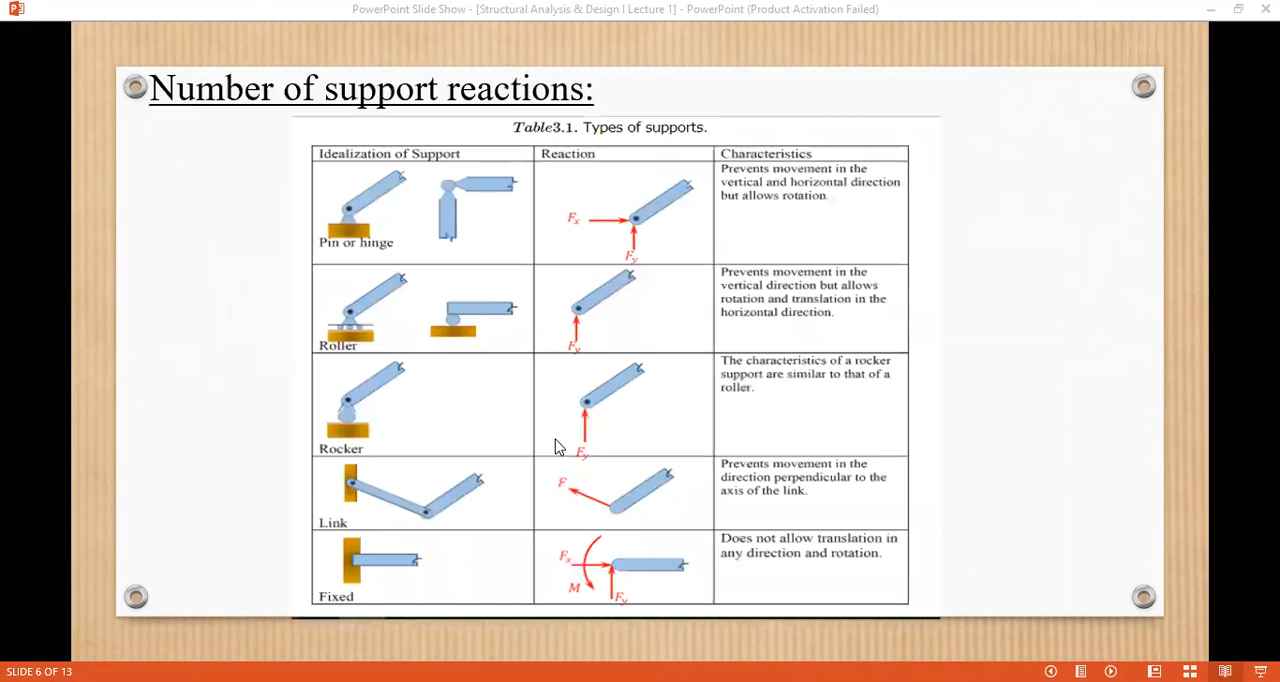 PowerPoint Slide Show - [Structural Analysis & Design I Lecture 1] - PowerPoint (Product Activation Failed)
Number of support reactions:
Table3.1. Types of supports.
Idealization of Support
Reaction
Characteristics
Pin or hinge
Fx
Fy
Prevents movement in the
vertical and horizontal direction
but allows rotation.
Roller
Fy
Prevents movement in the
vertical direction but allows
rotation and translation in the
horizontal direction.
Rocker
Fy
The characteristics of a rocker
support are similar to that of a
roller.
Link
F
Prevents movement in the
direction perpendicular to the
axis of the link.
Fixed
Fx
M
Fy
Does not allow translation in
any direction and rotation.
SLIDE 6 OF 13